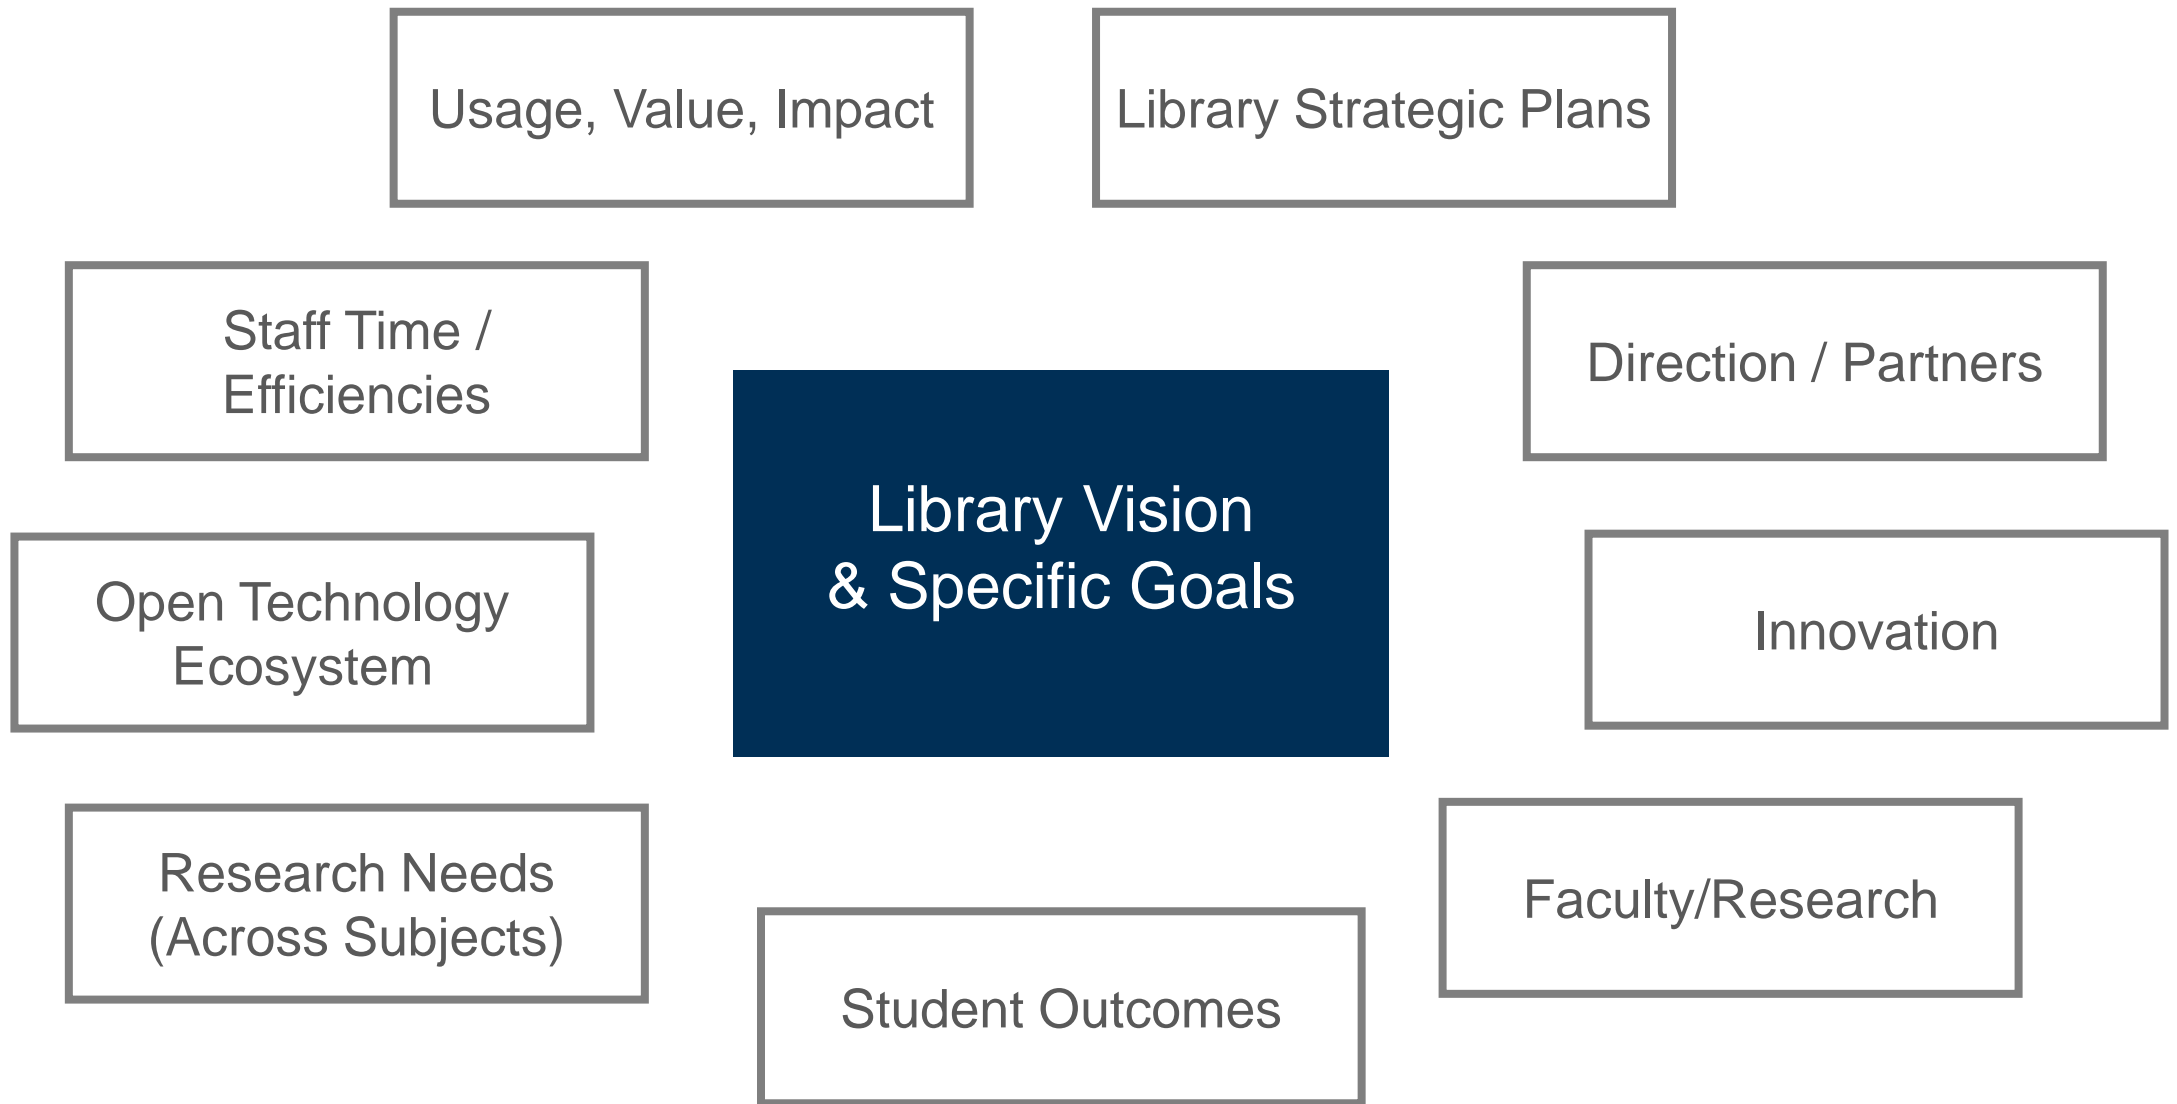 Usage, Value, Impact
Library Strategic Plans
Staff Time /
Efficiencies
Direction / Partners
Library Vision
& Specific Goals
Open Technology
Ecosystem
Innovation
Research Needs
(Across Subjects)
Faculty/Research
Student Outcomes